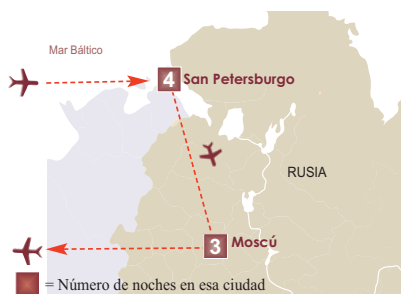 Mar Báltico
4 San Petersburgo
RUSIA
3 Moscú
= Número de noches en esa ciudad